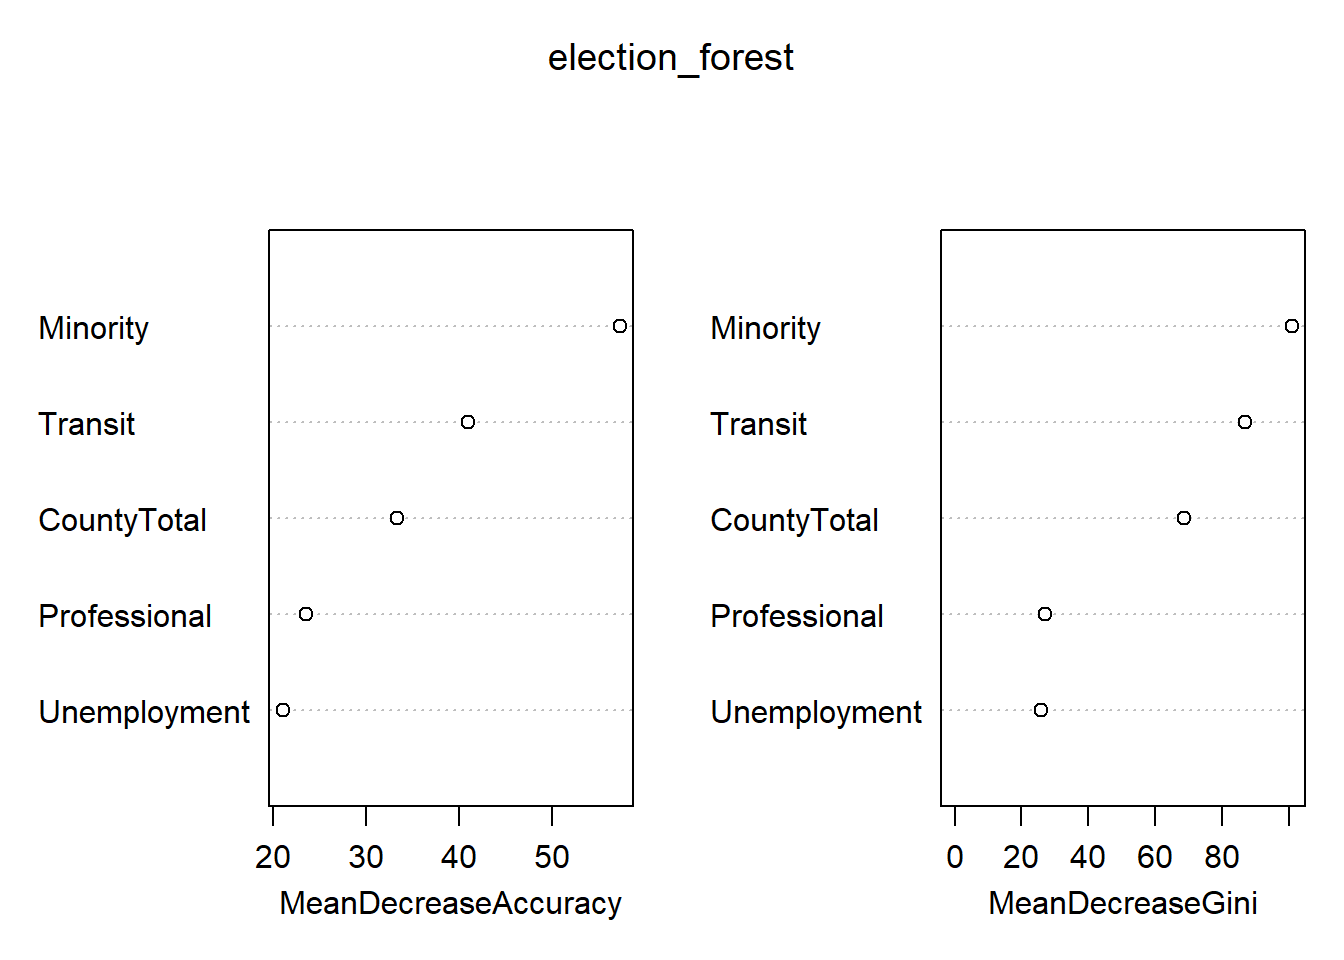 election_forest
Minority
Transit
CountyTotal
Professional
Unemployment
20 30 40 50
MeanDecreaseAccuracy
Minority
Transit
CountyTotal
Professional
Unemployment
0 20 40 60 80
MeanDecreaseGini